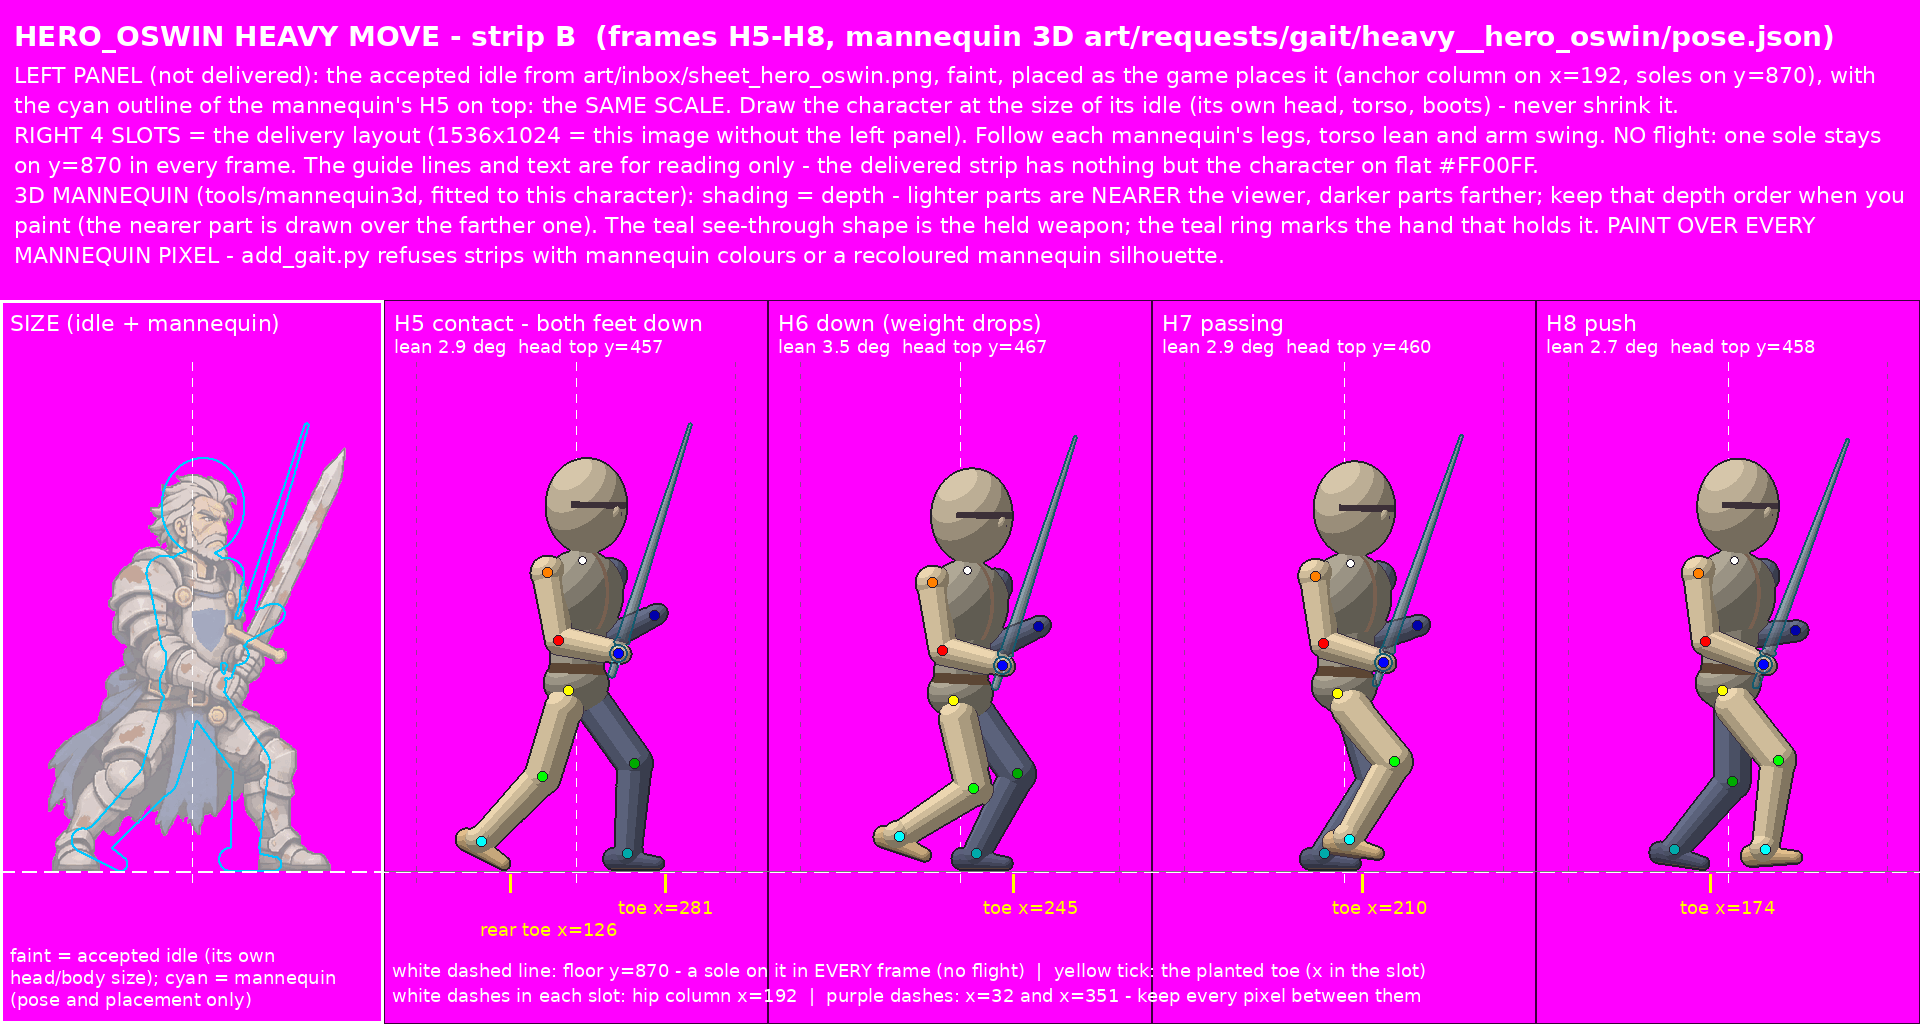 HERO_OSWIN HEAVY MOVE - strip B  (frames H5-H8, mannequin 3D art/requests/gait/heavy__hero_oswin/pose.json)
LEFT PANEL (not delivered): the accepted idle from art/inbox/sheet_hero_oswin.png, faint, placed as the game places it (anchor column on x=192, soles on y=870), with
the cyan outline of the mannequin's H5 on top: the SAME SCALE. Draw the character at the size of its idle (its own head, torso, boots) - never shrink it.
RIGHT 4 SLOTS = the delivery layout (1536x1024 = this image without the left panel). Follow each mannequin's legs, torso lean and arm swing. NO flight: one sole stays
on y=870 in every frame. The guide lines and text are for reading only - the delivered strip has nothing but the character on flat #FF00FF.
3D MANNEQUIN (tools/mannequin3d, fitted to this character): shading = depth - lighter parts are NEARER the viewer, darker parts farther; keep that depth order when you
paint (the nearer part is drawn over the farther one). The teal see-through shape is the held weapon; the teal ring marks the hand that holds it. PAINT OVER EVERY
MANNEQUIN PIXEL - add_gait.py refuses strips with mannequin colours or a recoloured mannequin silhouette.
SIZE (idle + mannequin)
H5 contact - both feet down
lean 2.9 deg  head top y=457
H6 down (weight drops)
lean 3.5 deg  head top y=467
H7 passing
lean 2.9 deg  head top y=460
H8 push
lean 2.7 deg  head top y=458
toe x=281
rear toe x=126
toe x=245
toe x=210
toe x=174
faint = accepted idle (its own
head/body size); cyan = mannequin
(pose and placement only)
white dashed line: floor y=870 - a sole on it in EVERY frame (no flight)  |  yellow tick: the planted toe (x in the slot)
white dashes in each slot: hip column x=192  |  purple dashes: x=32 and x=351 - keep every pixel between them